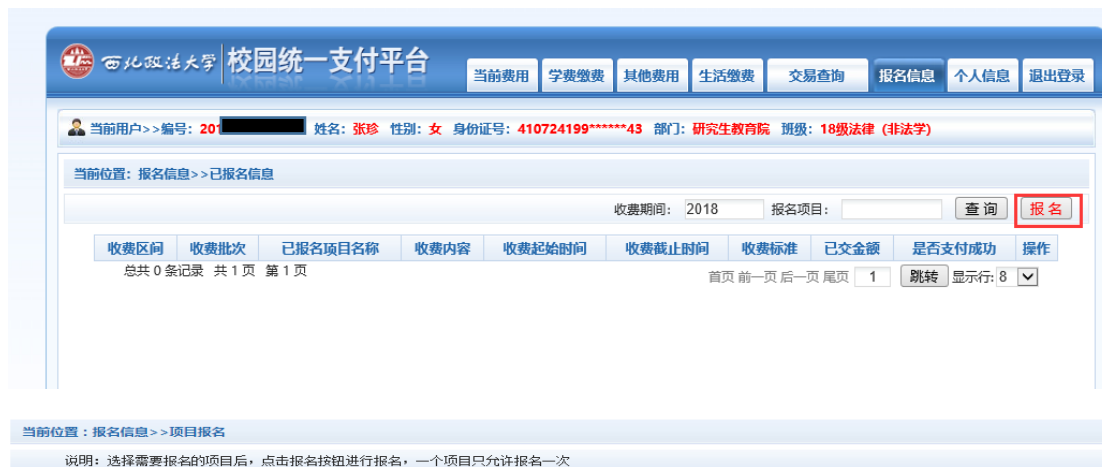 西北政法大学 校园统一支付平台
当前费用 学费缴费 其他费用 生活缴费 交易查询 报名信息 个人信息 退出登录
当前用户>>编号：201 姓名：张珍 性别：女 身份证号：410724199******43 部门：研究生教育院 班级：18级法律（非法学）
当前位置：报名信息>>已报名信息
收费期间： 2018 报名项目： 查询 报名
收费区间 收费批次 已报名项目名称 收费内容 收费起始时间 收费截止时间 收费标准 已交金额 是否支付成功 操作
总共 0 条记录 共 1 页 第 1 页 首页 前一页 后一页 尾页 1 跳转 显示行: 8
当前位置：报名信息>>项目报名
说明：选择需要报名的项目后，点击报名按钮进行报名，一个项目只允许报名一次